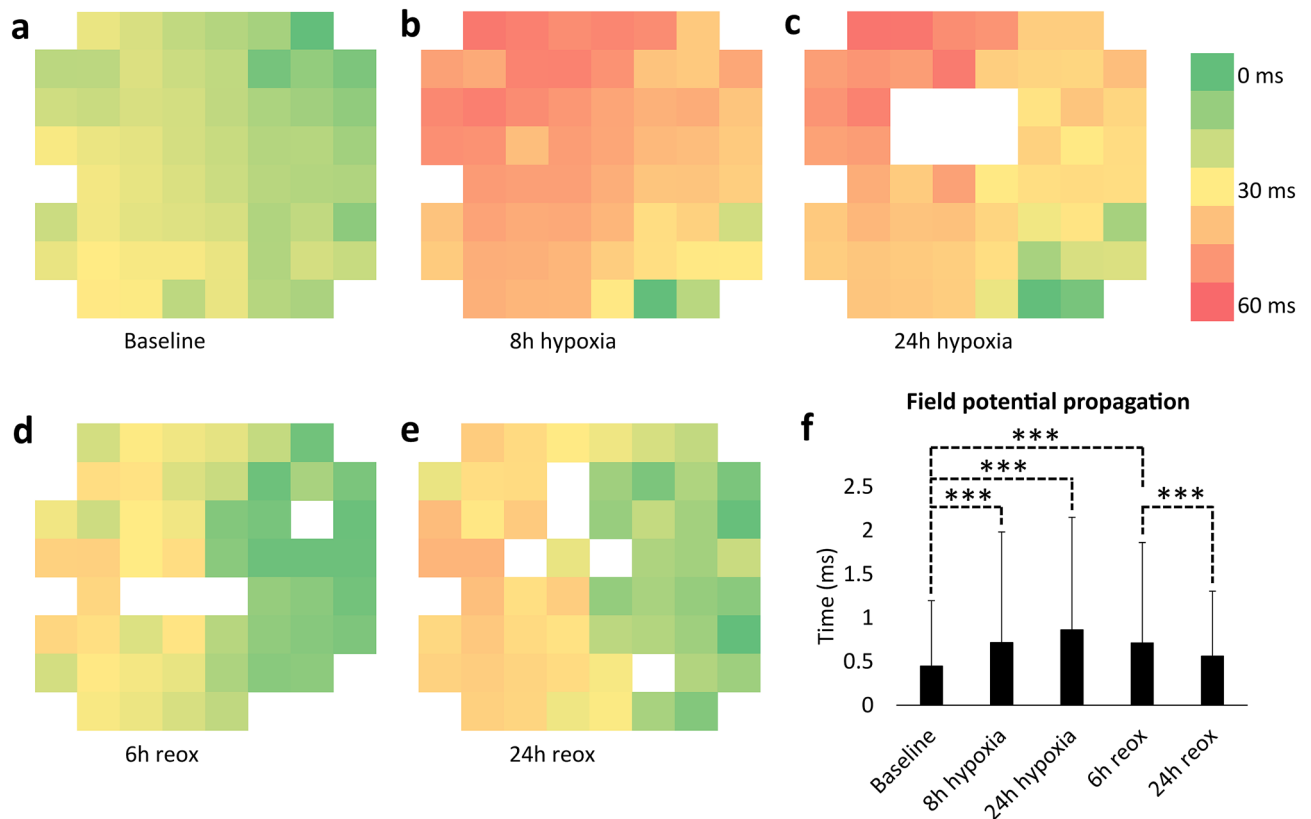 a
b
c
0 ms
30 ms
60 ms
Baseline
8h hypoxia
24h hypoxia
d
e
f
Field potential propagation
***
***
***
***
2.5
2
1.5
1
0.5
0
Time (ms)
Baseline
8h hypoxia
24h hypoxia
6h reox
24h reox
6h reox
24h reox